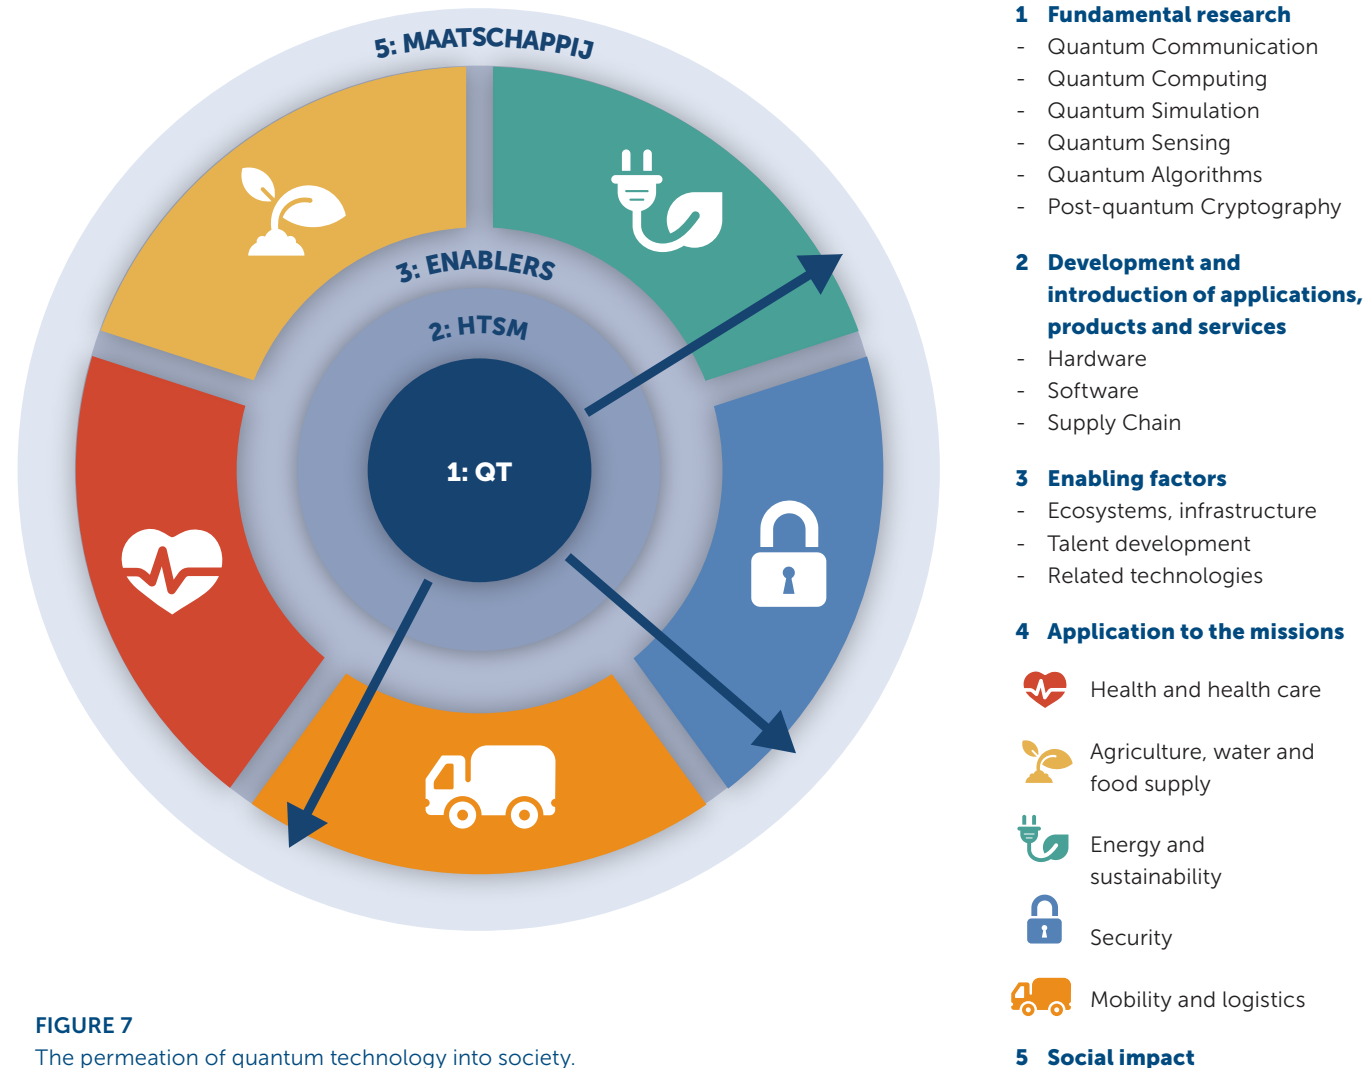 5: MAATSCHAPPIJ
3: ENABLERS
2: HTSM
1: QT
FIGURE 7
The permeation of quantum technology into society.
1 Fundamental research
- Quantum Communication
- Quantum Computing
- Quantum Simulation
- Quantum Sensing
- Quantum Algorithms
- Post-quantum Cryptography
2 Development and
introduction of applications,
products and services
- Hardware
- Software
- Supply Chain
3 Enabling factors
- Ecosystems, infrastructure
- Talent development
- Related technologies
4 Application to the missions
Health and health care
Agriculture, water and
food supply
Energy and
sustainability
Security
Mobility and logistics
5 Social impact